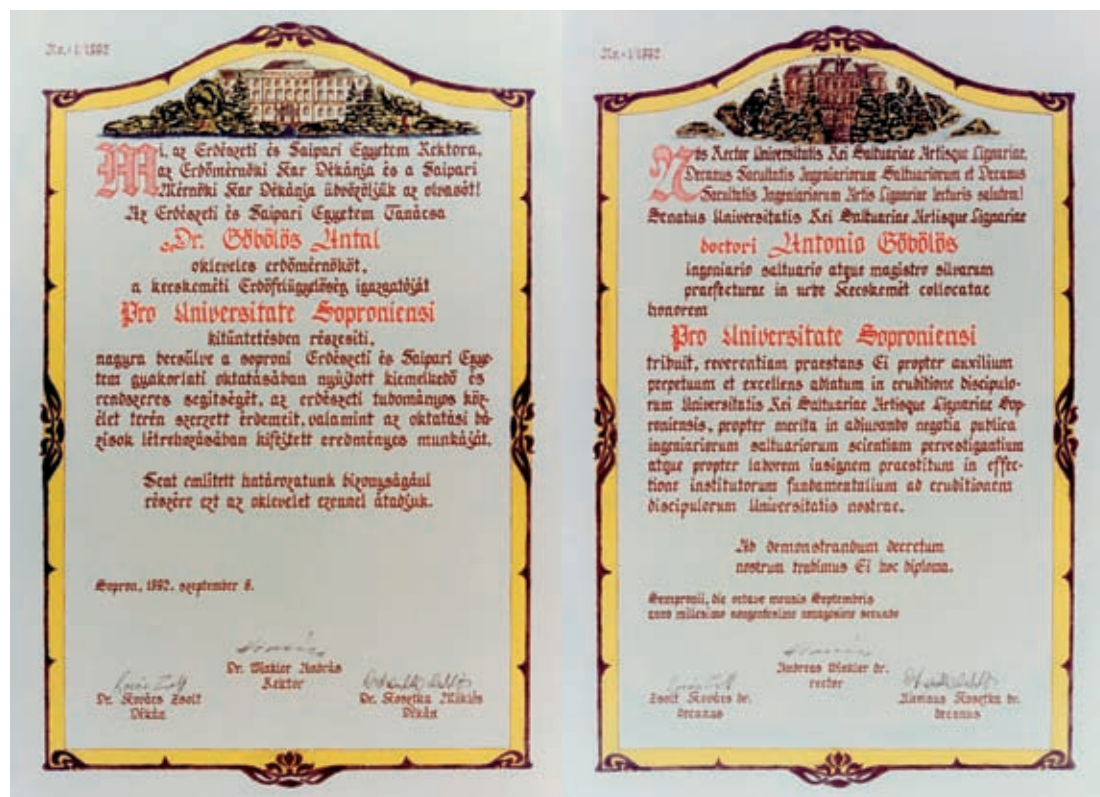 Nr.: 1/1992
Mi, az Erdészeti és Faipari Egyetem Rektora,
az Erdőmérnöki Kar Dékánja és a Faipari
Mérnöki Kar Dékánja üdvözöljük az olvasót!
Az Erdészeti és Faipari Egyetem Tanácsa
Dr. Göbölös Antal
okleveles erdőmérnököt,
a kecskeméti Erdőfelügyelőség igazgatóját
Pro Universitate Soproniensi
kitüntetésben részesíti,
nagyra becsülve a soproni Erdészeti és Faipari Egye-
tem gyakorlati oktatásában nyújtott kiemelkedő és
rendszeres segítségét, az erdészeti tudományos köz-
élet terén szerzett érdemeit, valamint az oktatási bá-
zisok létrehozásában kifejtett eredményes munkáját.
Fent említett határozatunk bizonyságául
részére ezt az oklevelet ezennel átadjuk.
Sopron, 1992. szeptember 8.
Dr. Winkler András
Rektor
Dr. Kovács Zsolt
Dékán
Dr. Kosztka Miklós
Dékán
Nr.: 1/1992
Nos Rector Universitatis Rei Saltuariae Artisque Lignariae,
Decanus Facultatis Ingeniariorum Saltuariorum et Decanus
Facultatis Ingeniariorum Artis Lignariae lecturis salutem!
Senatus Universitatis Rei Saltuariae Artisque Lignariae
doctori Antonio Göbölös
ingeniario saltuario atque magistro silvarum
praefecturae in urbe Kecskemét collocatae
honorem
Pro Universitate Soproniensi
tribuit, reverentiam praestans Ei propter auxilium
perpetuum et excellens ablatum in eruditione discipulo-
rum Universitatis Rei Saltuariae Artisque Lignariae Sop-
roniensis, propter merita in adiuvando negotia publica
ingeniariorum saltuariorum scientiam pervestigantium
atque propter laborem insignem praestitum in effec-
tione institutorum fundamentalium ad eruditionem
discipulorum Universitatis nostrae.
Ad demonstrandum decretum
nostrum tradimus Ei hoc diploma.
Sempronii, die octavo mensis Septembris
anno millesimo nongentesimo nonagesimo secundo
Andreas Winkler dr.
rector
Zsolt Kovács dr.
decanus
Kosztka dr.
decanus